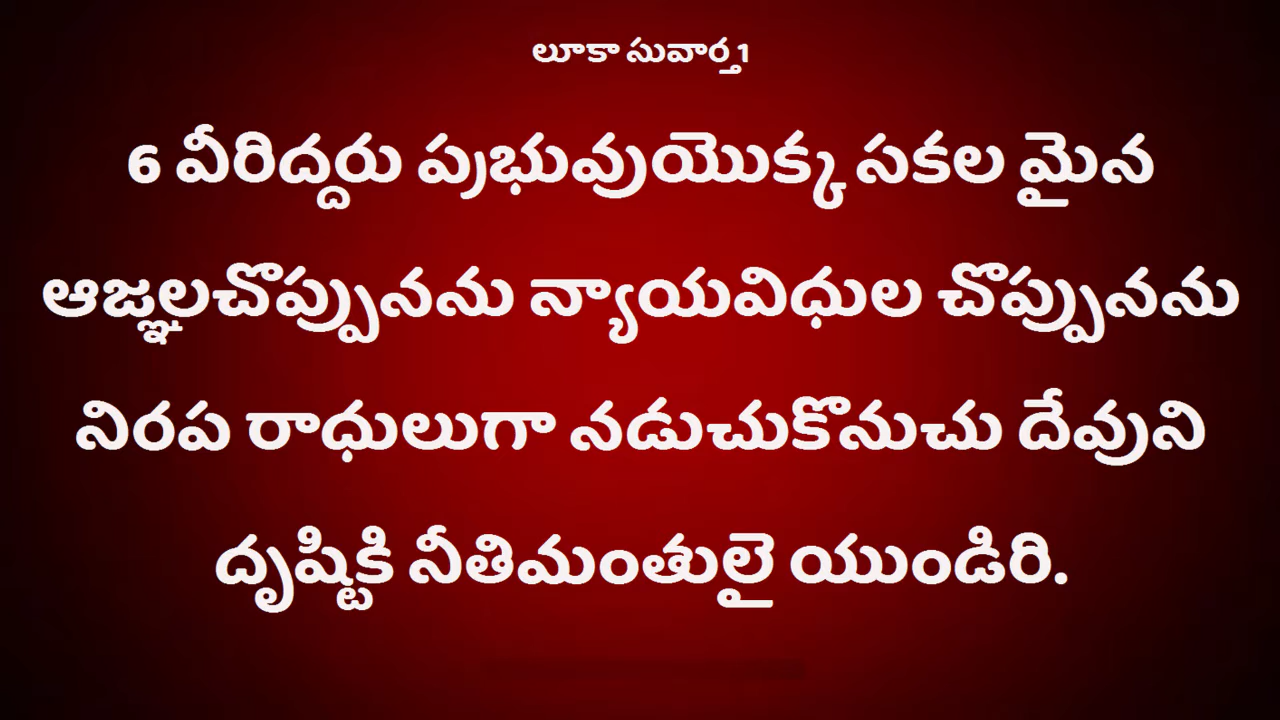 లూకా సువార్త 1
6 వీరిద్దరు ప్రభువుయొక్క సకల మైన
ఆజ్ఞలచొప్పునను న్యాయవిధుల చొప్పునను
నిరప రాధులుగా నడుచుకొనుచు దేవుని
దృష్టికి నీతిమంతులై యుండిరి.